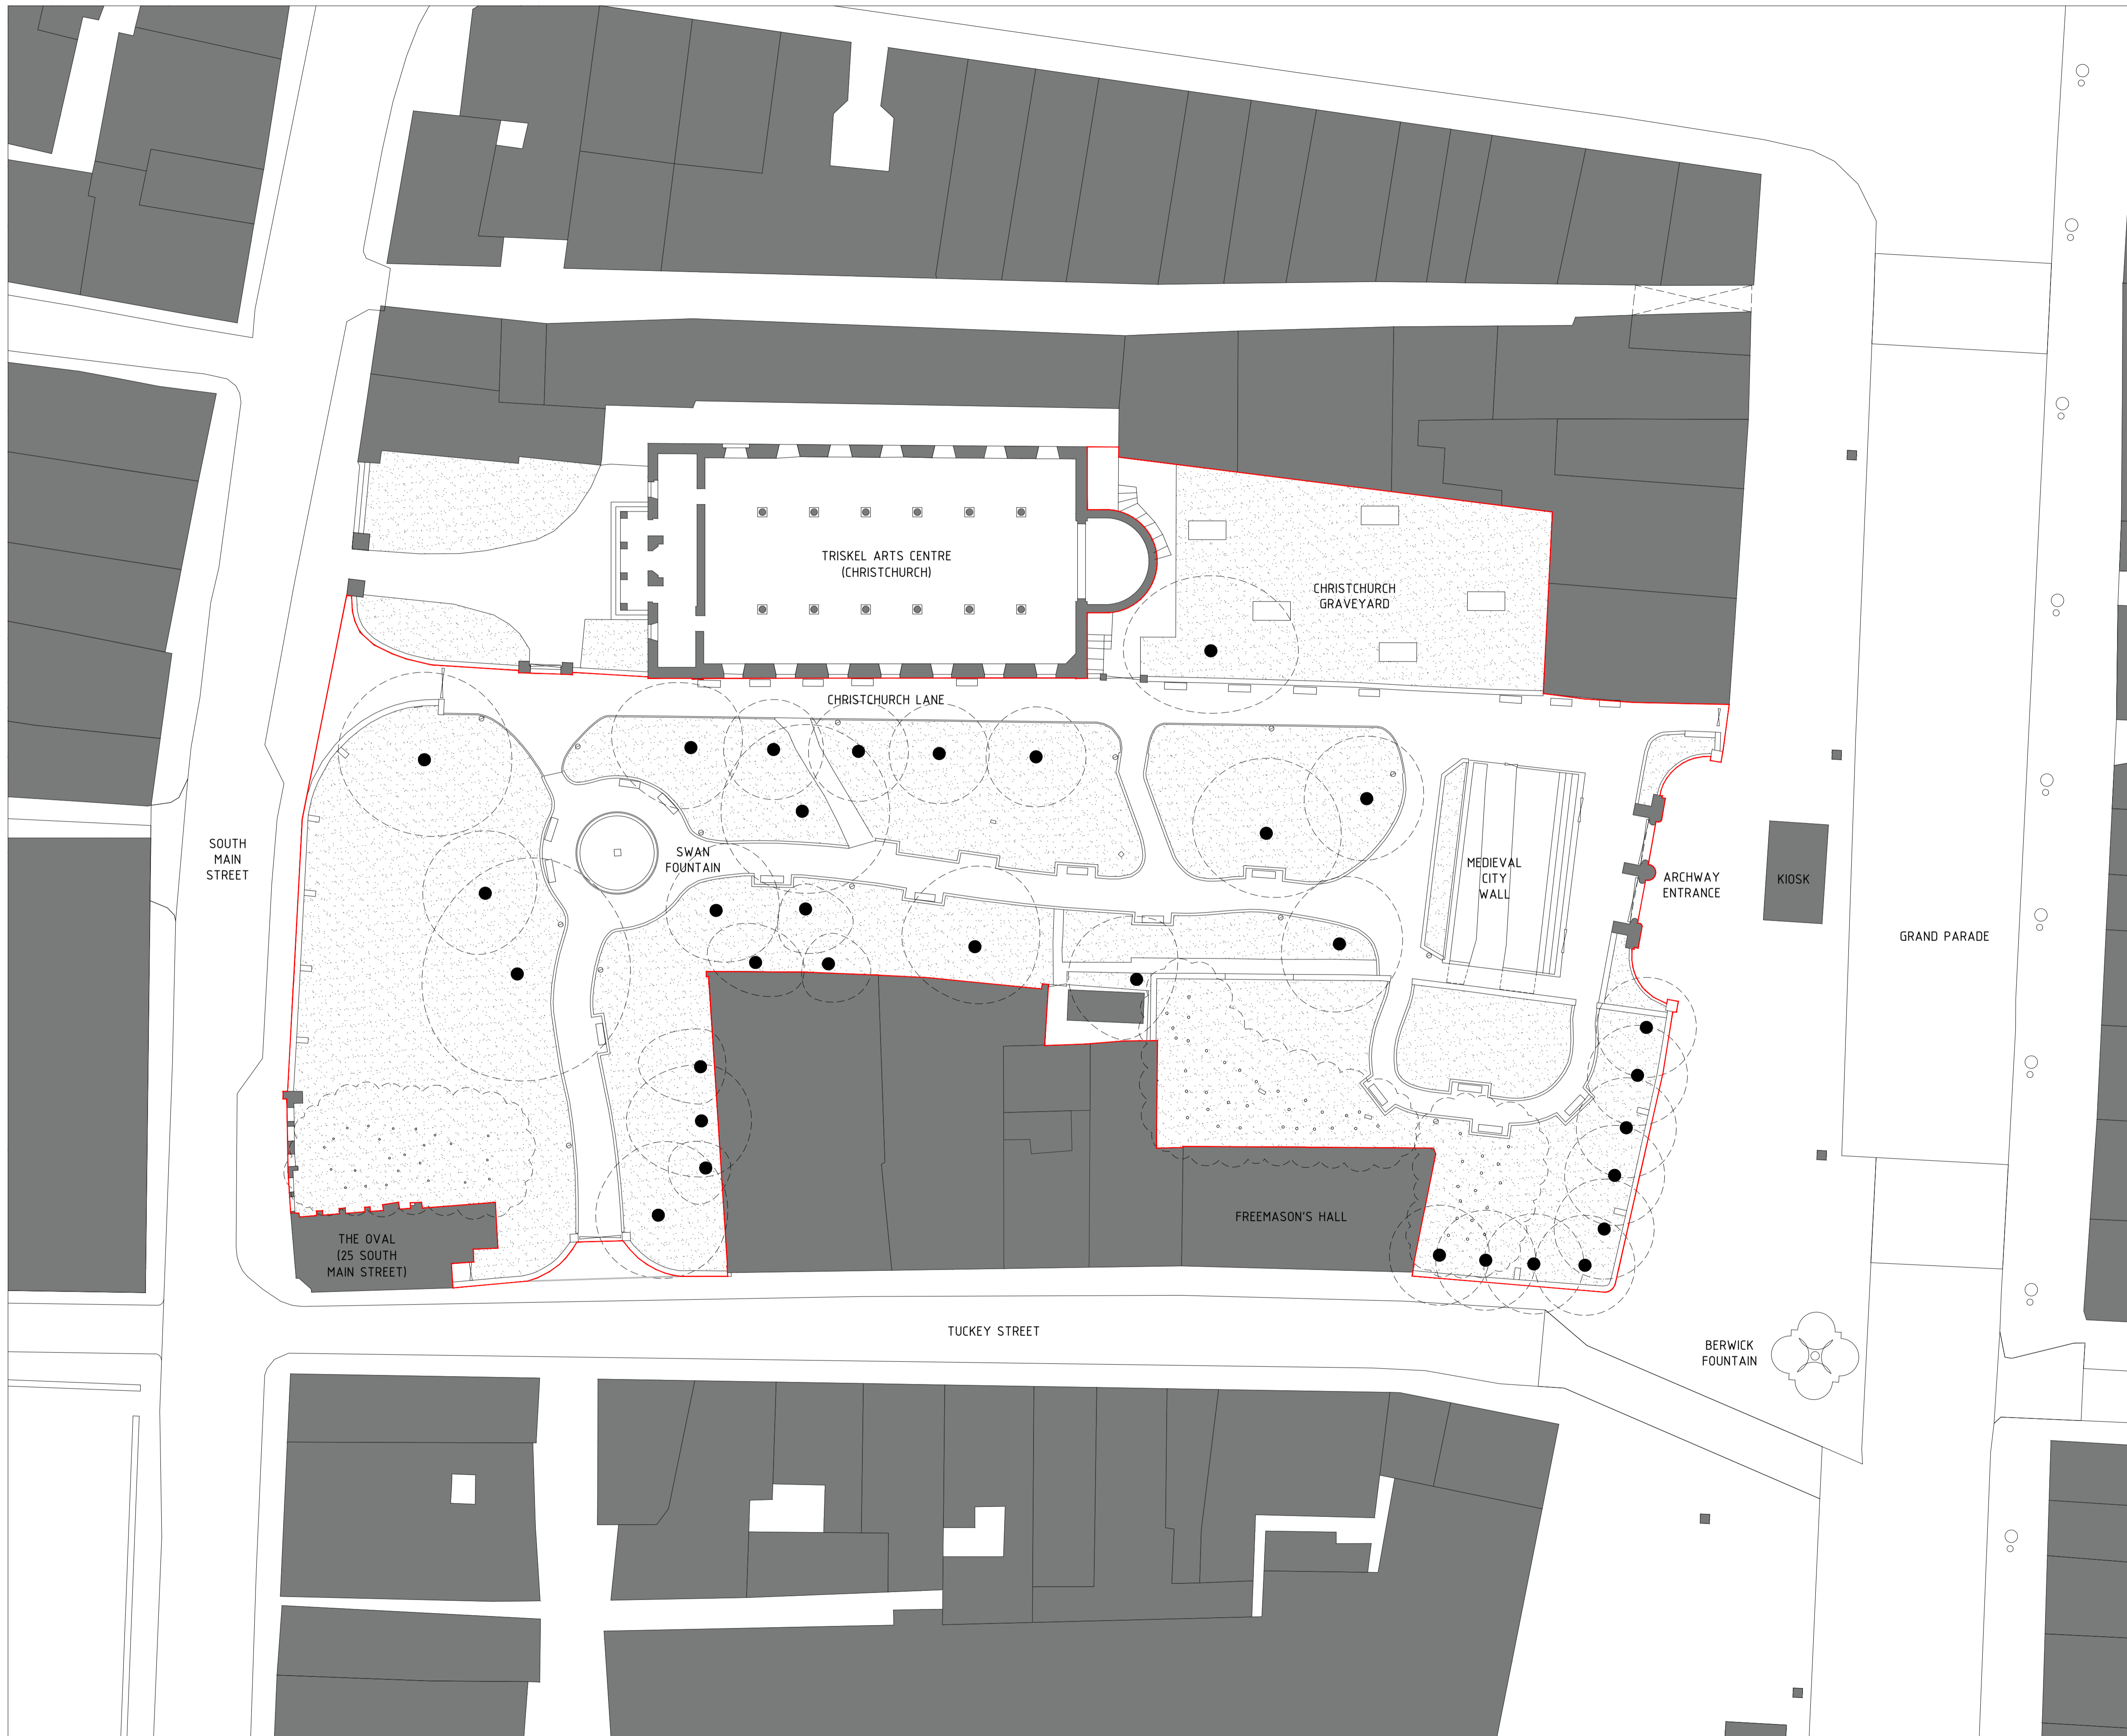 TRISKEL ARTS CENTRE
(CHRISTCHURCH)
CHRISTCHURCH
GRAVEYARD
CHRISTCHURCH LANE
SOUTH
MAIN
STREET
SWAN
FOUNTAIN
MEDIEVAL
CITY
WALL
ARCHWAY
ENTRANCE
KIOSK
GRAND PARADE
FREEMASON'S HALL
THE OVAL
(25 SOUTH
MAIN STREET)
TUCKEY STREET
BERWICK
FOUNTAIN